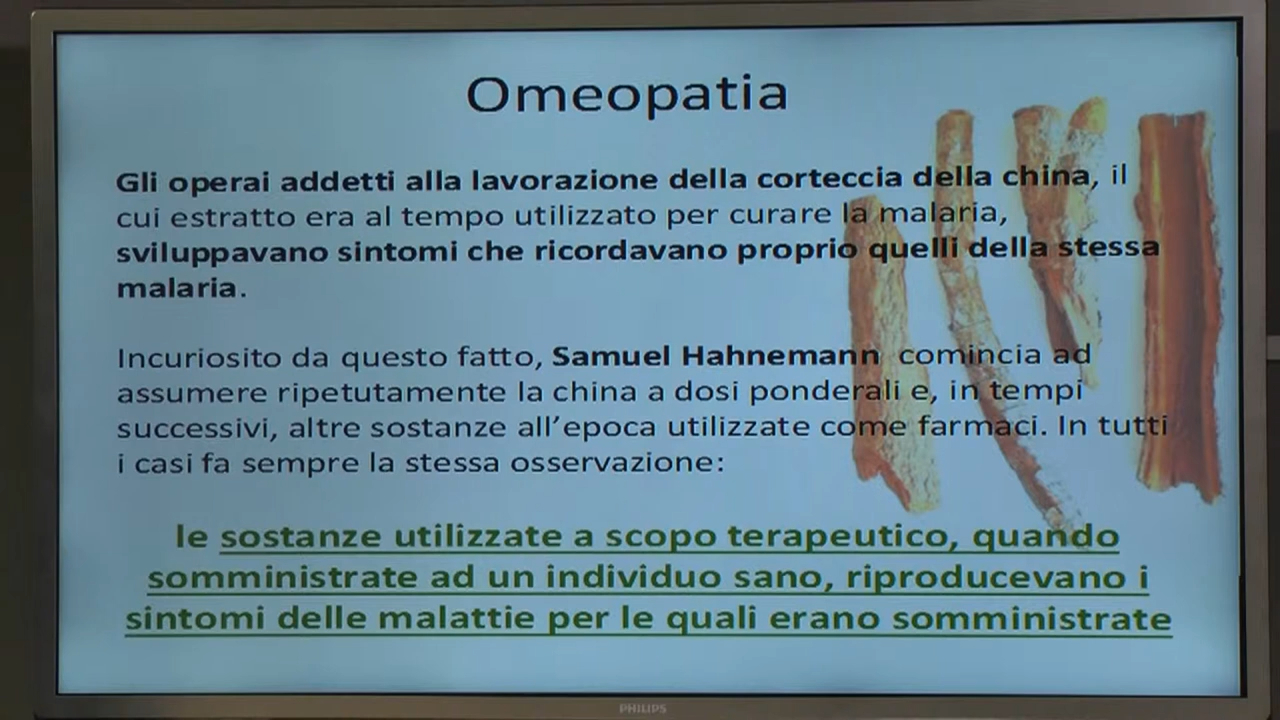 Omeopatia
Gli operai addetti alla lavorazione della corteccia della china, il
cui estratto era al tempo utilizzato per curare la malaria,
sviluppavano sintomi che ricordavano proprio quelli della stessa
malaria.
Incuriosito da questo fatto, Samuel Hahnemann comincia ad
assumere ripetutamente la china a dosi ponderali e, in tempi
successivi, altre sostanze all'epoca utilizzate come farmaci. In tutti
i casi fa sempre la stessa osservazione:
le sostanze utilizzate a scopo terapeutico, quando
somministrate ad un individuo sano, riproducevano i
sintomi delle malattie per le quali erano somministrate
PHILIPS